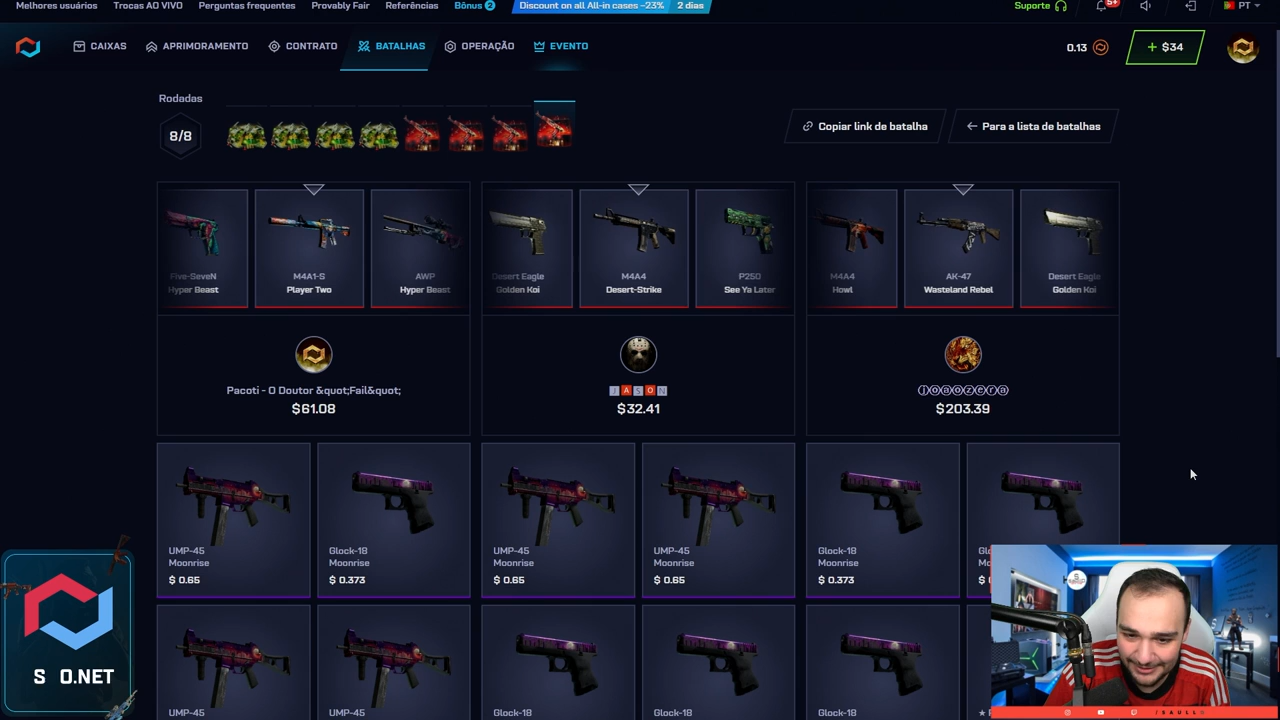 Melhores usuários Trocas AO VIVO Perguntas frequentes Provably Fair Referências Bônus 2 Discount on all All-in cases -23% 2 dias Suporte 5+ PT
CAIXAS APRIMORAMENTO CONTRATO BATALHAS OPERAÇÃO EVENTO 0.13 + $34
Rodadas
8/8
Copiar link de batalha
Para a lista de batalhas
Five-SeveN
Hyper Beast
M4A1-S
Player Two
AWP
Hyper Beast
Desert Eagle
Golden Koi
M4A4
Desert-Strike
P250
See Ya Later
M4A4
Howl
AK-47
Wasteland Rebel
Desert Eagle
Golden Koi
Pacoti - O Doutor &quot;Fail&quot;
$61.08
🅹🅰🆂🅾🅽
$32.41
ⓙⓞⓐⓞⓩⓔⓡⓐ
$203.39
UMP-45
Moonrise
$ 0.65
Glock-18
Moonrise
$ 0.373
UMP-45
Moonrise
$ 0.65
UMP-45
Moonrise
$ 0.65
Glock-18
Moonrise
$ 0.373
UMP-45
UMP-45
Glock-18
Glock-18
Glock-18
S O.NET